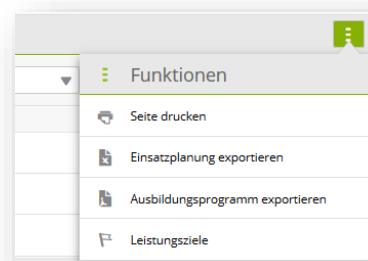 Funktionen
Seite drucken
Einsatzplanung exportieren
Ausbildungsprogramm exportieren
Leistungsziele